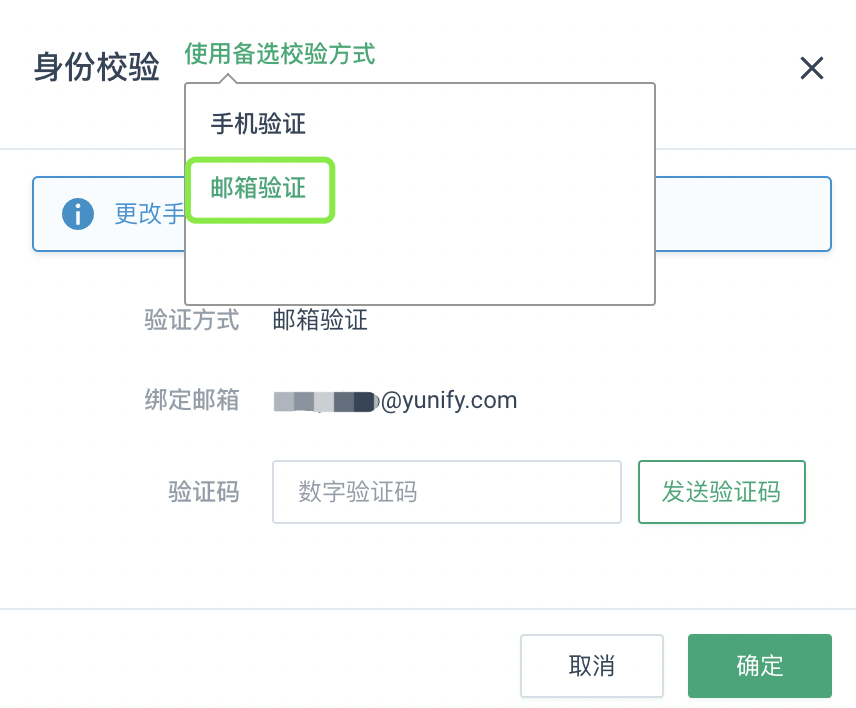 身份校验 使用备选校验方式
手机验证
邮箱验证
更改手
验证方式 邮箱验证
绑定邮箱 @yunify.com
验证码 数字验证码 发送验证码
取消 确定